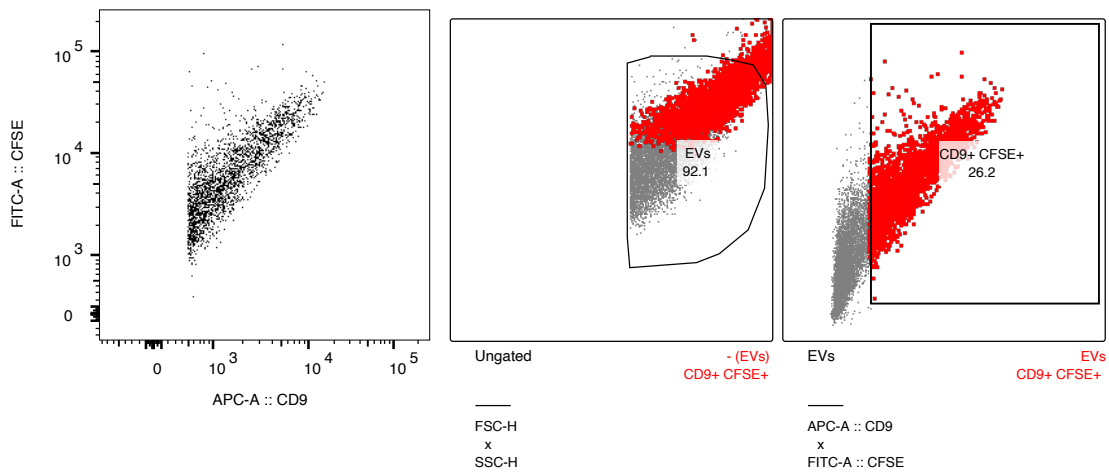 FITC-A :: CFSE
10^5
10^4
10^3
0
0
10^3
10^4
10^5
APC-A :: CD9
EVs
92.1
Ungated
- (EVs)
CD9+ CFSE+
FSC-H
x
SSC-H
CD9+ CFSE+
26.2
EVs
EVs
CD9+ CFSE+
APC-A :: CD9
x
FITC-A :: CFSE